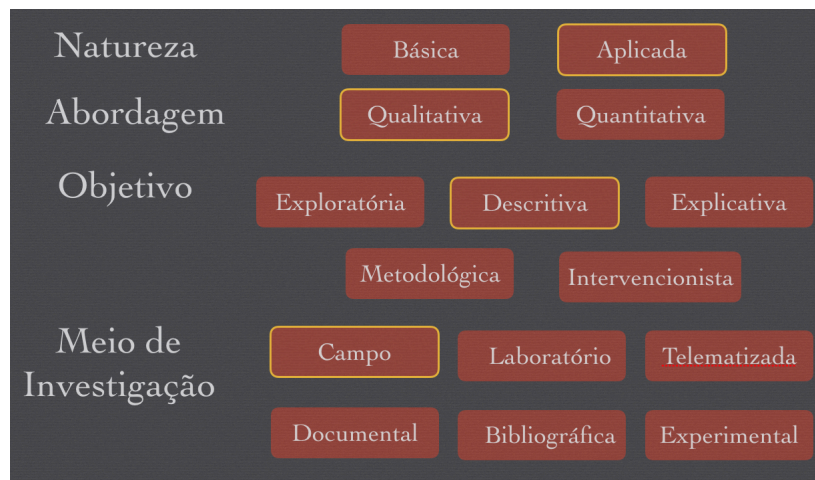 Natureza
Básica
Aplicada
Abordagem
Qualitativa
Quantitativa
Objetivo
Exploratória
Descritiva
Explicativa
Metodológica
Intervencionista
Meio de
Investigação
Campo
Laboratório
Telematizada
Documental
Bibliográfica
Experimental